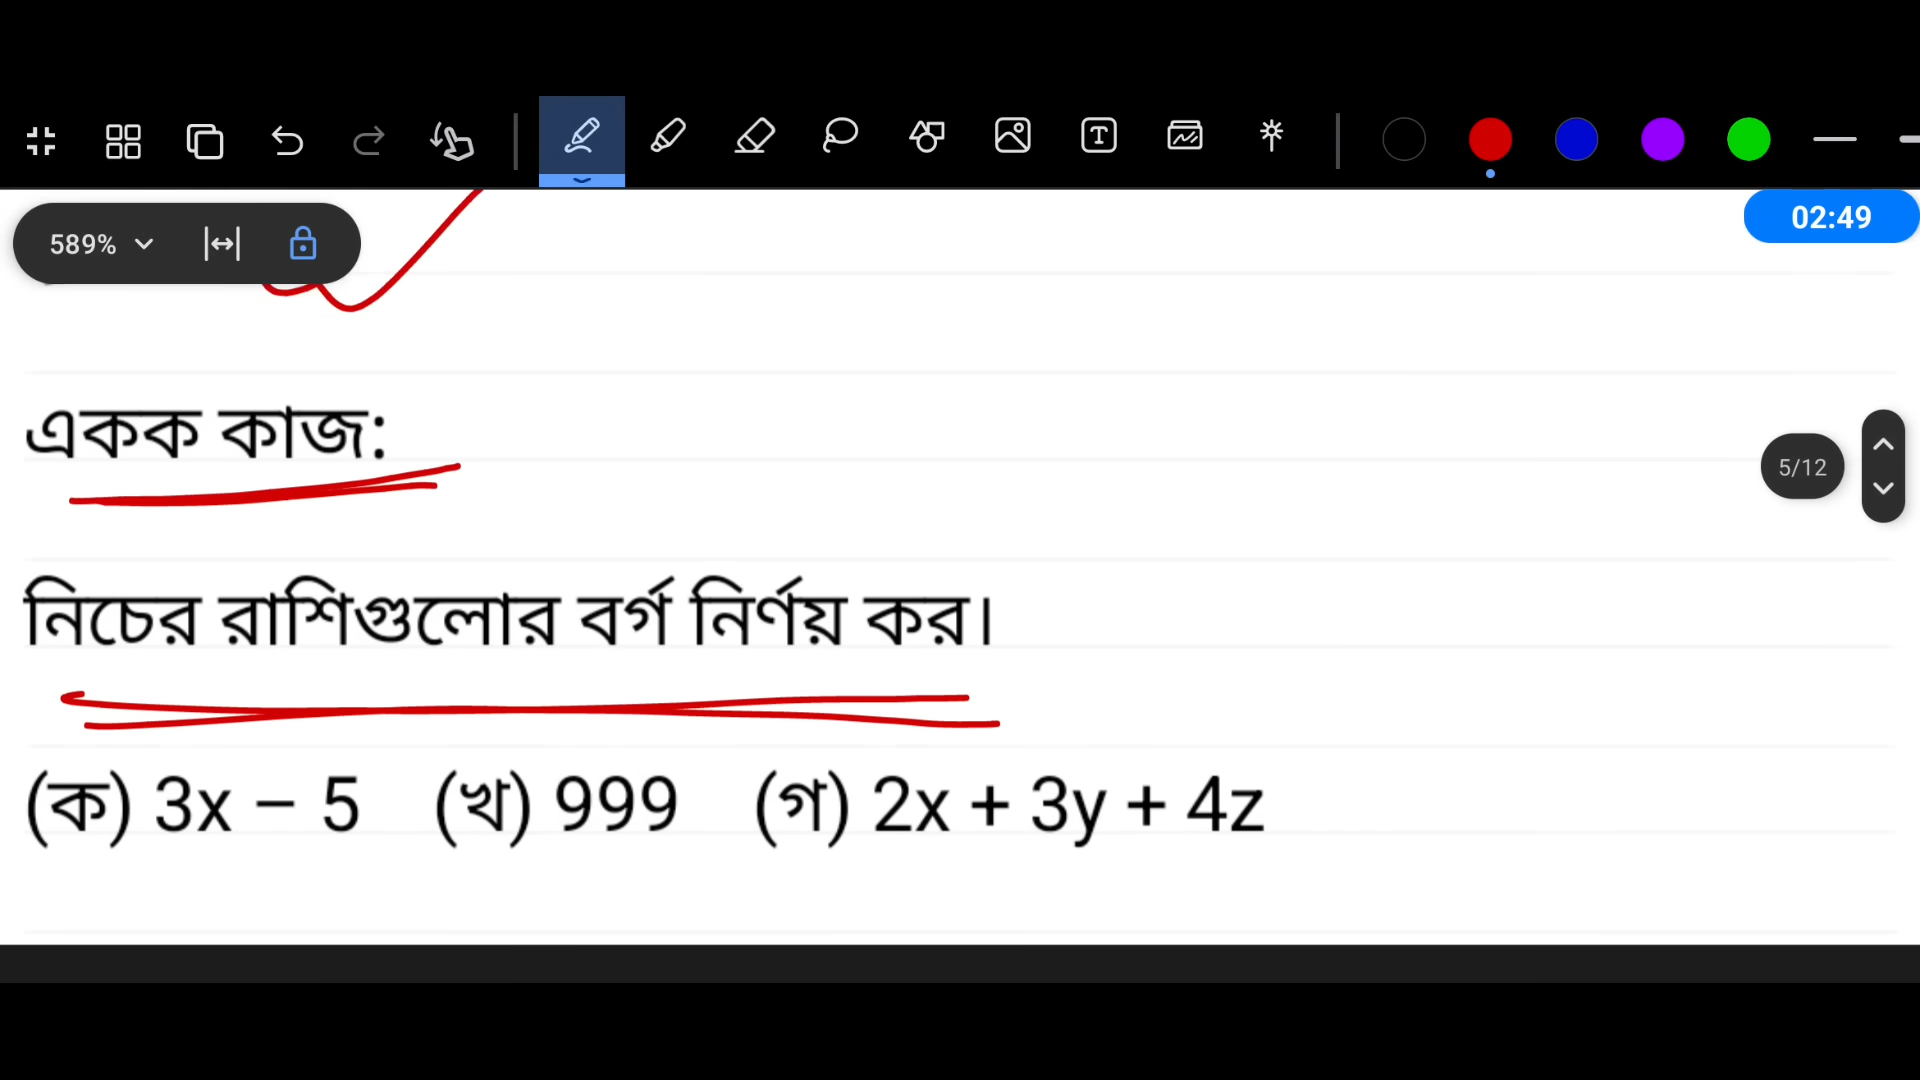 589%
02:49
একক কাজ:
5/12
নিচের রাশিগুলোর বর্গ নির্ণয় কর।
(ক) 3x – 5 (খ) 999 (গ) 2x + 3y + 4z